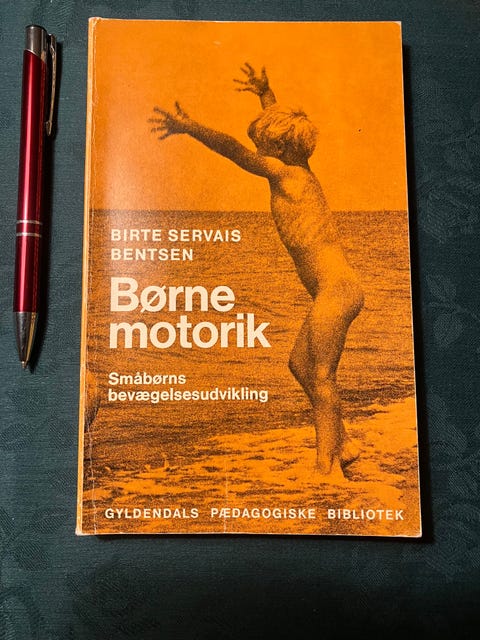 BIRTE SERVAIS
BENTSEN
Børne
motorik
Småbørns
bevægelsesudvikling
GYLDENDALS PÆDAGOGISKE BIBLIOTEK